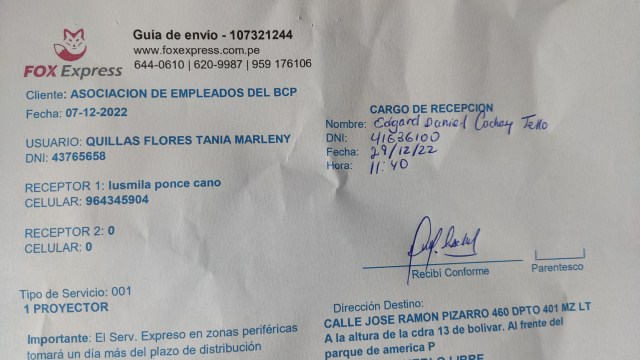 Guía de envío - 107321244
www.foxexpress.com.pe
644-0610 | 620-9987 | 959 176106
FOX Express
Cliente: ASOCIACION DE EMPLEADOS DEL BCP
Fecha: 07-12-2022
USUARIO: QUILLAS FLORES TANIA MARLENY
DNI: 43765658
RECEPTOR 1: lusmila ponce cano
CELULAR: 964345904
RECEPTOR 2: 0
CELULAR: 0
Tipo de Servicio: 001
1 PROYECTOR
Importante: El Serv. Expreso en zonas periféricas
tomará un día más del plazo de distribución
CARGO DE RECEPCION
Nombre: Edgard Daniel Cochay Tello
DNI: 41636100
Fecha: 29/12/22
Hora: 11:40
Recibí Conforme
Parentesco
Dirección Destino:
CALLE JOSE RAMON PIZARRO 460 DPTO 401 MZ LT
A la altura de la cdra 13 de bolivar. Al frente del
parque de america P